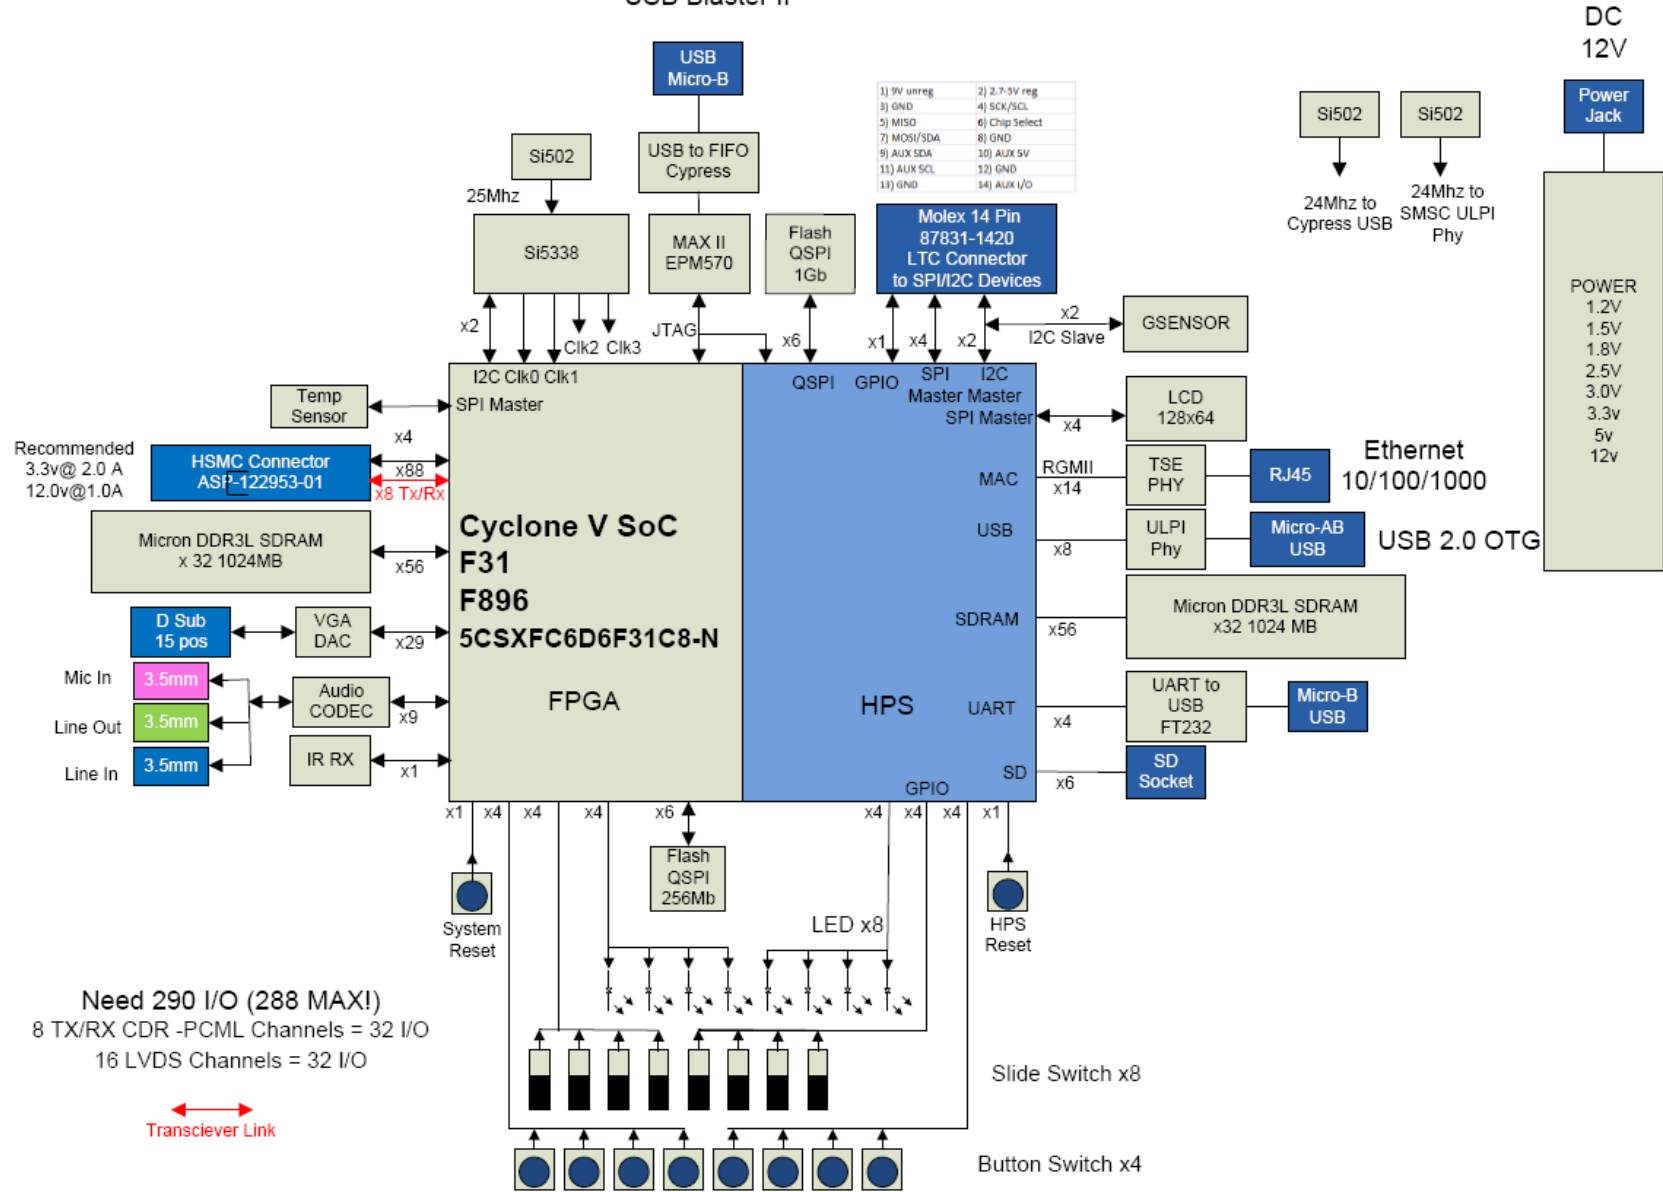 USB Blaster II
DC
12V
USB
Micro-B
Power
Jack
1) 9V unreg 2) 2.7-5V reg
3) GND 4) SCK/SCL
5) MISO 6) Chip Select
7) MOSI/SDA 8) GND
9) AUX SDA 10) AUX 5V
11) AUX SCL 12) GND
13) GND 14) AUX I/O
Si502
Si502
Si502
USB to FIFO
Cypress
25Mhz
24Mhz to
Cypress USB
24Mhz to
SMSC ULPI
Phy
Si5338
MAX II
EPM570
Flash
QSPI
1Gb
Molex 14 Pin
87831-1420
LTC Connector
to SPI/I2C Devices
POWER
1.2V
1.5V
1.8V
2.5V
3.0V
3.3v
5v
12v
x2
Clk2 Clk3
JTAG
x6
x1
x4
x2
x2
I2C Slave
GSENSOR
I2C Clk0 Clk1
SPI Master
QSPI
GPIO
SPI
Master
I2C
Master
SPI Master
Temp
Sensor
x4
LCD
128x64
x4
Recommended
3.3v@ 2.0 A
12.0v@1.0A
HSMC Connector
ASP-122953-01
x88
x8 Tx/Rx
MAC
RGMII
x14
TSE
PHY
RJ45
Ethernet
10/100/1000
Micron DDR3L SDRAM
x 32 1024MB
x56
Cyclone V SoC
F31
F896
5CSXFC6D6F31C8-N
USB
x8
ULPI
Phy
Micro-AB
USB
USB 2.0 OTG
D Sub
15 pos
VGA
DAC
x29
SDRAM
x56
Micron DDR3L SDRAM
x32 1024 MB
Mic In
3.5mm
Line Out
3.5mm
Line In
3.5mm
Audio
CODEC
x9
IR RX
x1
FPGA
HPS
UART
x4
UART to
USB
FT232
Micro-B
USB
SD
x6
SD
Socket
GPIO
x1
x4
x4
x4
x6
x4
x4
x4
x1
Flash
QSPI
256Mb
System
Reset
LED x8
HPS
Reset
Need 290 I/O (288 MAX!)
8 TX/RX CDR -PCML Channels = 32 I/O
16 LVDS Channels = 32 I/O
Transciever Link
Slide Switch x8
Button Switch x4